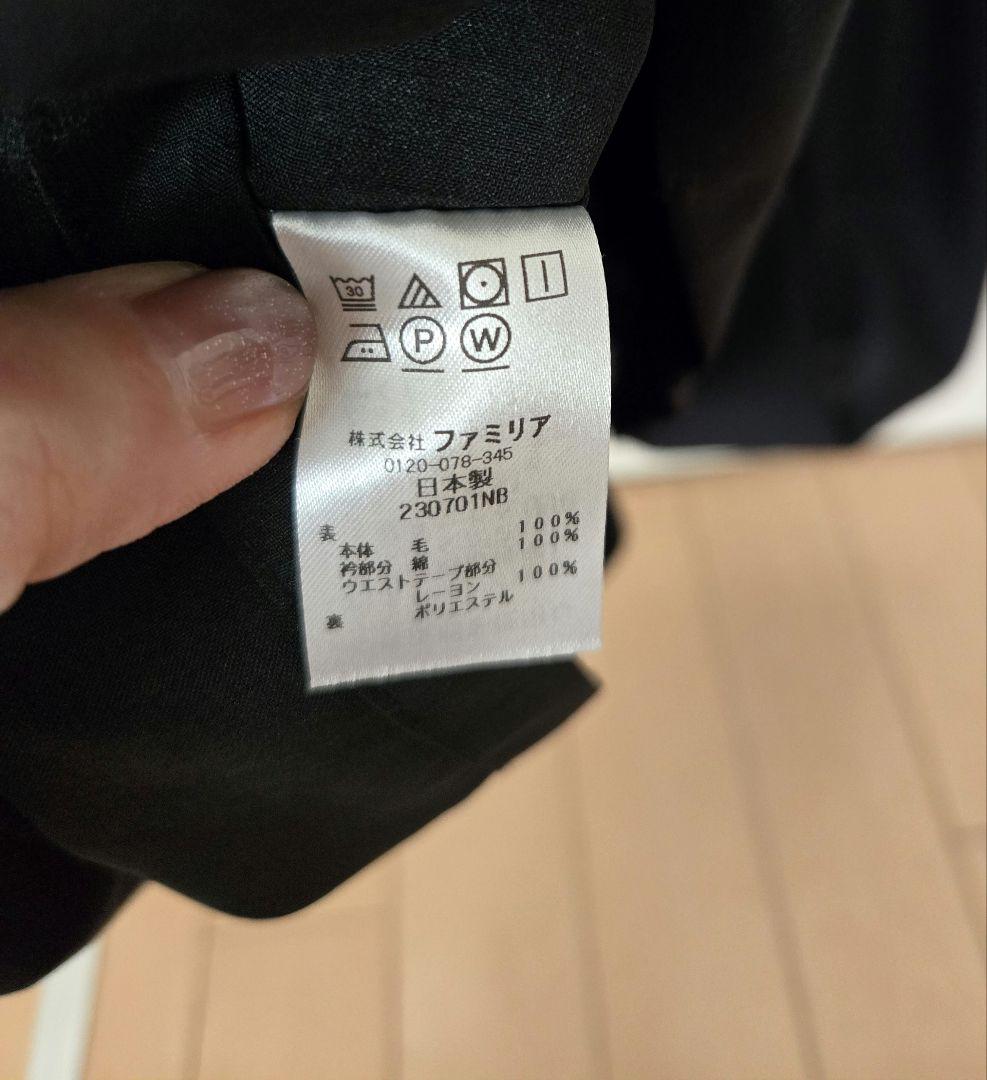 30
P W
株式会社 ファミリア
0120-078-345
日本製
230701NB
表
本体 毛 100%
衿部分 綿 100%
ウエストテープ部分
レーヨン 100%
裏 ポリエステル